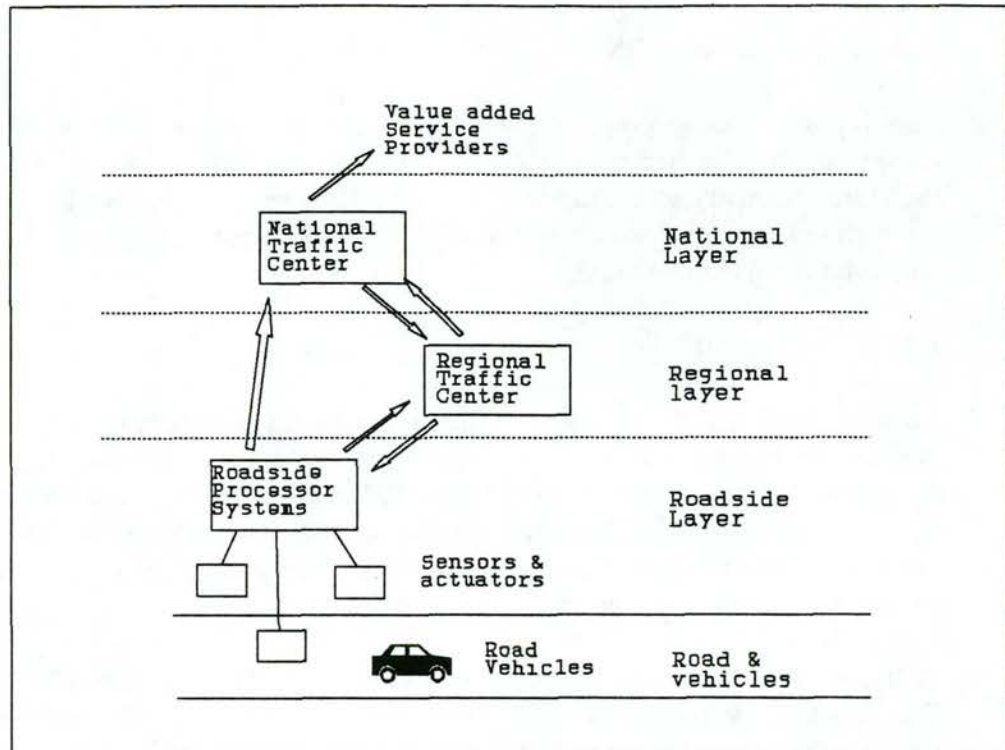 Value added
Service
Providers
National
Traffic
Center
National
Layer
Regional
Traffic
Center
Regional
layer
Roadside
Processor
Systems
Roadside
Layer
Sensors &
actuators
Road
Vehicles
Road &
vehicles